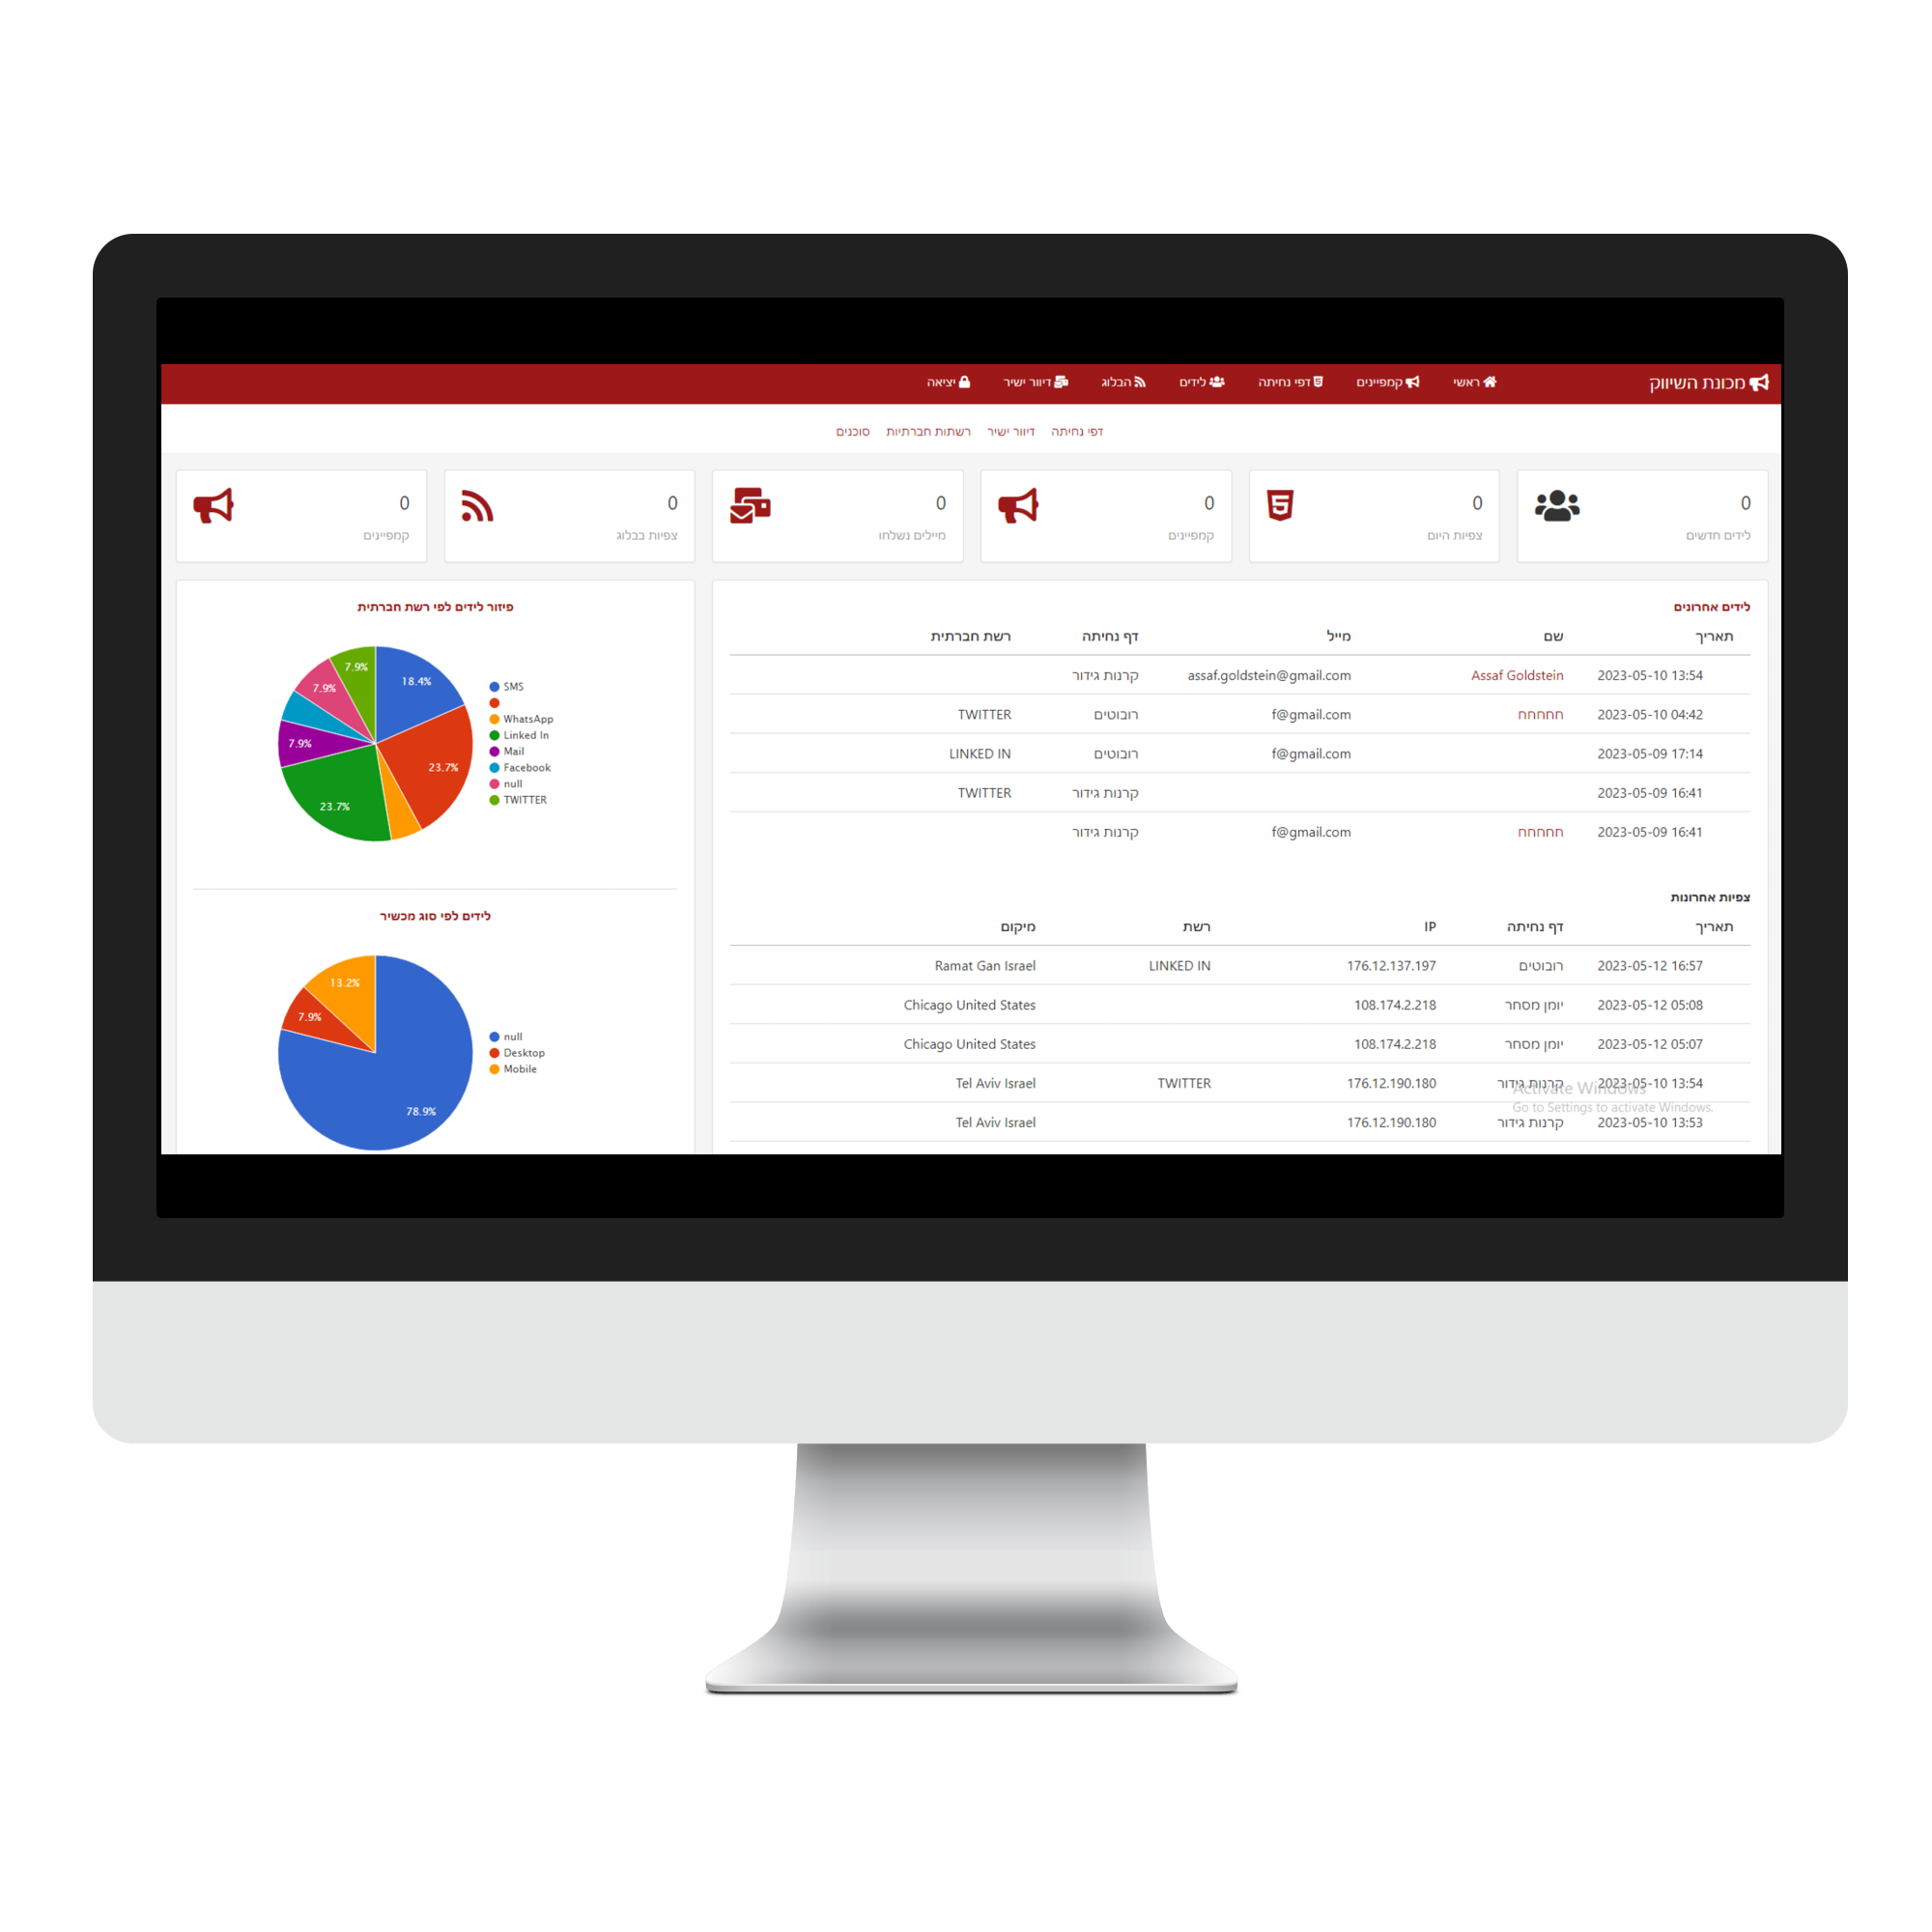 מכונת השיווק ראשי קמפיינים דפי נחיתה לידים הבלוג דיוור ישיר יציאה
דפי נחיתה דיוור ישיר רשתות חברתיות סוכנים
0 0 0 0 0 0
לידים חדשים צפיות היום קמפיינים מיילים נשלחו צפיות בבלוג קמפיינים
לידים אחרונים
תאריך שם מייל דף נחיתה רשת חברתית
2023-05-10 13:54 Assaf Goldstein assaf.goldstein@gmail.com קרנות גידור
2023-05-10 04:42 חחחחח f@gmail.com רובוטים TWITTER
2023-05-09 17:14 f@gmail.com רובוטים LINKED IN
2023-05-09 16:41 קרנות גידור TWITTER
2023-05-09 16:41 חחחחח f@gmail.com קרנות גידור
צפיות אחרונות
תאריך דף נחיתה IP רשת מיקום
2023-05-12 16:57 רובוטים 176.12.137.197 LINKED IN Ramat Gan Israel
2023-05-12 05:08 יומן מסחר 108.174.2.218 Chicago United States
2023-05-12 05:07 יומן מסחר 108.174.2.218 Chicago United States
2023-05-10 13:54 קרנות גידור 176.12.190.180 TWITTER Tel Aviv Israel
2023-05-10 13:53 קרנות גידור 176.12.190.180 Tel Aviv Israel
Activate Windows
Go to Settings to activate Windows.
פיזור לידים לפי רשת חברתית
7.9%
18.4%
7.9%
7.9%
23.7%
23.7%
SMS
WhatsApp
Linked In
Mail
Facebook
null
TWITTER
לידים לפי סוג מכשיר
13.2%
7.9%
78.9%
null
Desktop
Mobile